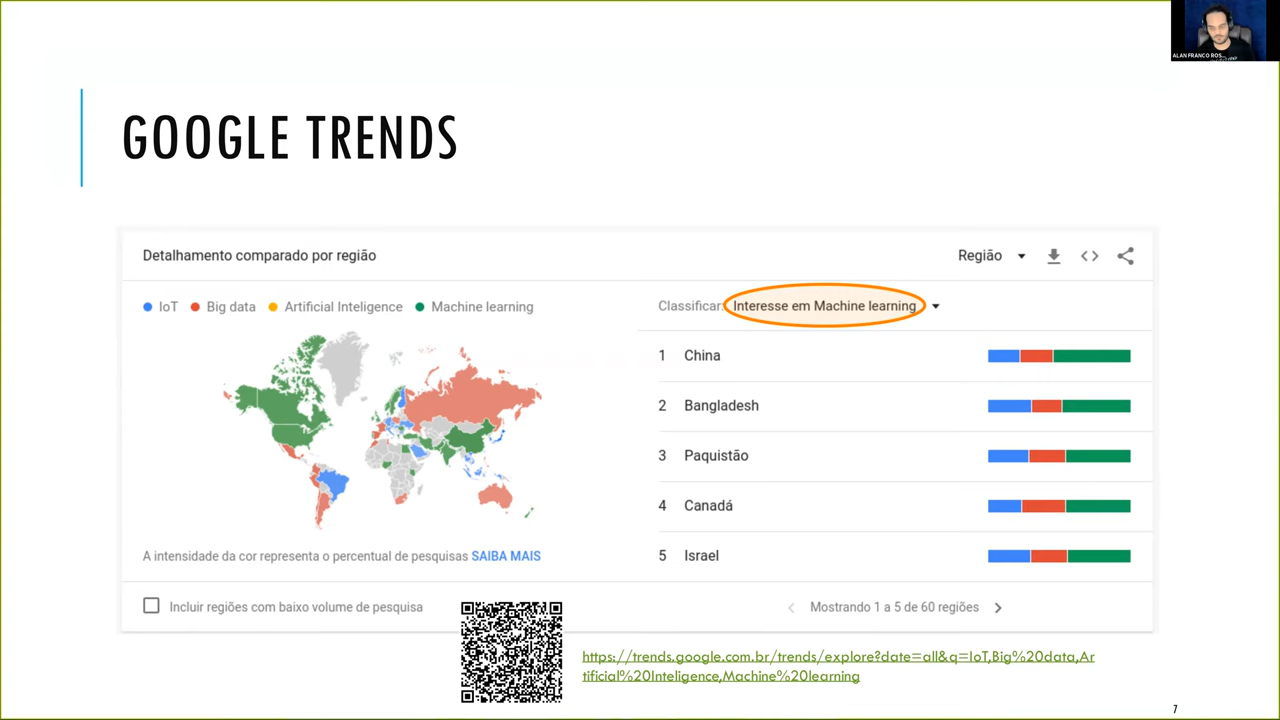 ALAN FRANCO ROS...
GOOGLE TRENDS
Detalhamento comparado por região
Região
IoT Big data Artificial Inteligence Machine learning
Classificar: Interesse em Machine learning
1 China
2 Bangladesh
3 Paquistão
4 Canadá
5 Israel
A intensidade da cor representa o percentual de pesquisas SAIBA MAIS
Incluir regiões com baixo volume de pesquisa
Mostrando 1 a 5 de 60 regiões
https://trends.google.com.br/trends/explore?date=all&q=IoT,Big%20data,Ar
tificial%20Inteligence,Machine%20learning
7